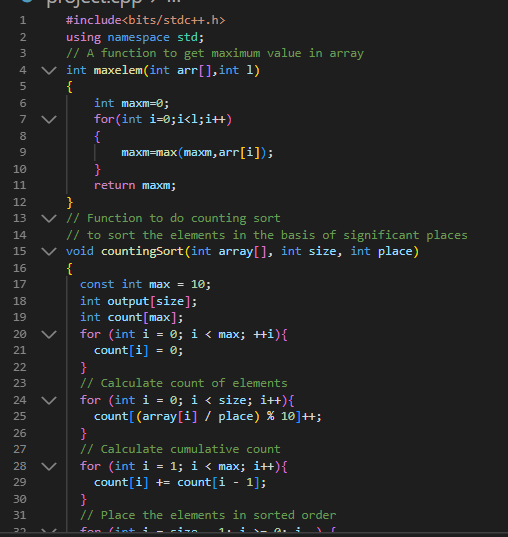 project.cpp > ...
1 #include<bits/stdc++.h>
2 using namespace std;
3 // A function to get maximum value in array
4 int maxelem(int arr[],int l)
5 {
6 int maxm=0;
7 for(int i=0;i<l;i++)
8 {
9 maxm=max(maxm,arr[i]);
10 }
11 return maxm;
12 }
13 // Function to do counting sort
14 // to sort the elements in the basis of significant places
15 void countingSort(int array[], int size, int place)
16 {
17 const int max = 10;
18 int output[size];
19 int count[max];
20 for (int i = 0; i < max; ++i){
21 count[i] = 0;
22 }
23 // Calculate count of elements
24 for (int i = 0; i < size; i++){
25 count[(array[i] / place) % 10]++;
26 }
27 // Calculate cumulative count
28 for (int i = 1; i < max; i++){
29 count[i] += count[i - 1];
30 }
31 // Place the elements in sorted order
32 for (int i = size - 1; i >= 0; i--) {